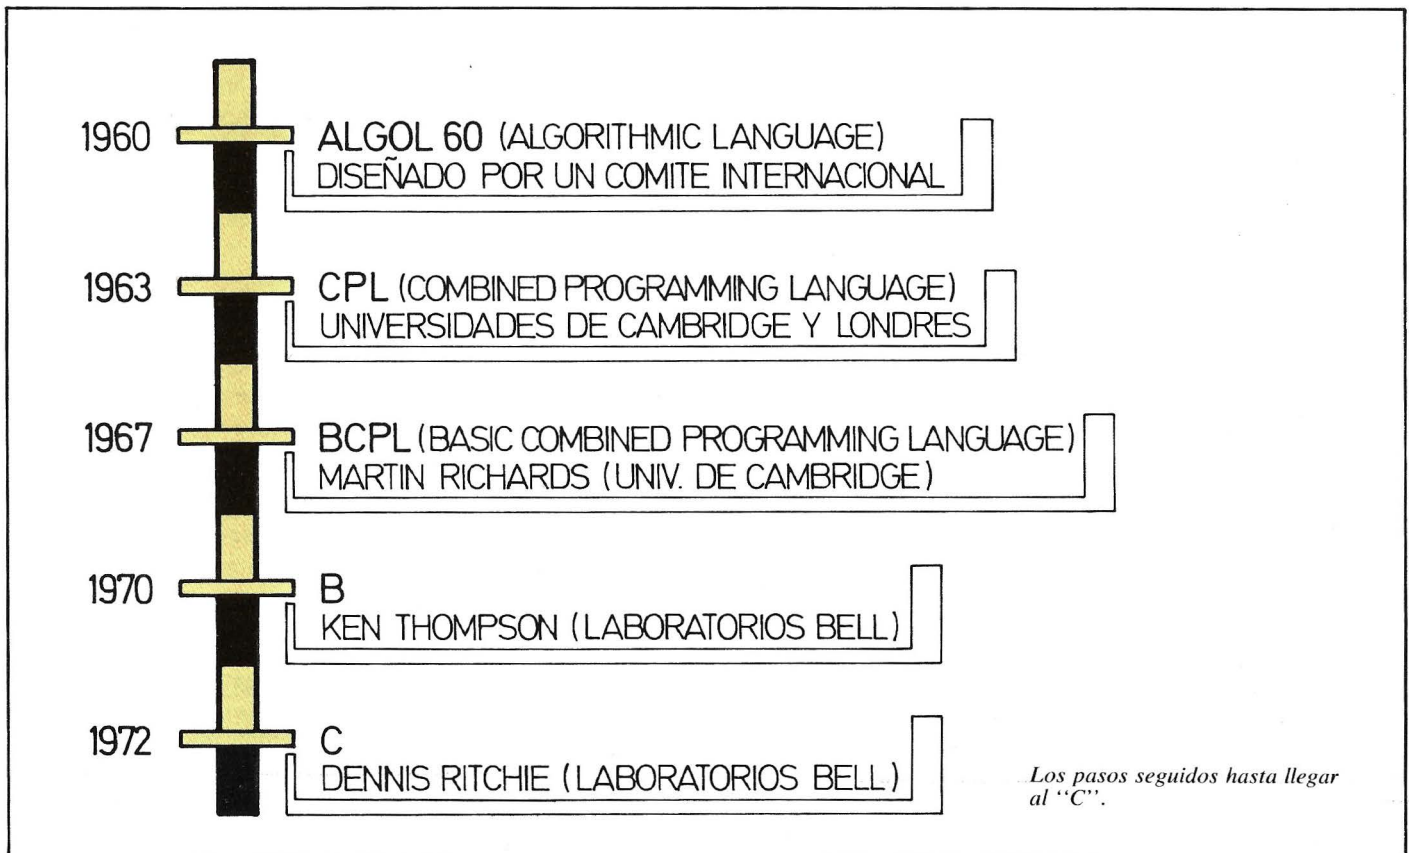 1960
ALGOL 60 (ALGORITHMIC LANGUAGE)
DISEÑADO POR UN COMITE INTERNACIONAL
1963
CPL (COMBINED PROGRAMMING LANGUAGE)
UNIVERSIDADES DE CAMBRIDGE Y LONDRES
1967
BCPL (BASIC COMBINED PROGRAMMING LANGUAGE)
MARTIN RICHARDS (UNIV. DE CAMBRIDGE)
1970
B
KEN THOMPSON (LABORATORIOS BELL)
1972
C
DENNIS RITCHIE (LABORATORIOS BELL)
Los pasos seguidos hasta llegar
al ‘‘C’’.